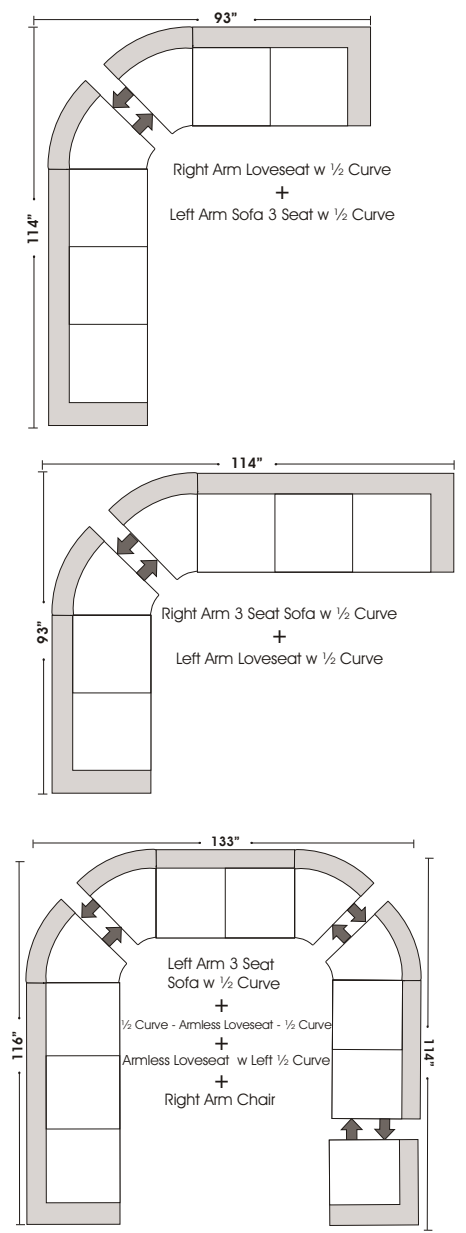 93"
114"
Right Arm Loveseat w ½ Curve
+
Left Arm Sofa 3 Seat w ½ Curve
114"
93"
Right Arm 3 Seat Sofa w ½ Curve
+
Left Arm Loveseat w ½ Curve
133"
116"
114"
Left Arm 3 Seat
Sofa w ½ Curve
+
½ Curve - Armless Loveseat - ½ Curve
+
Armless Loveseat w Left ½ Curve
+
Right Arm Chair